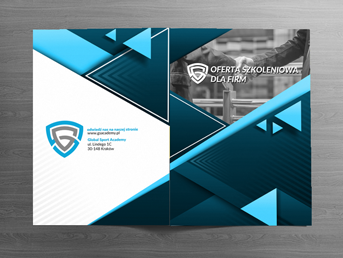 odwiedź nas na naszej stronie
www.gsacademy.pl
Global Sport Academy
ul. Lindego 1C
30-148 Kraków
OFERTA SZKOLENIOWA
DLA FIRM